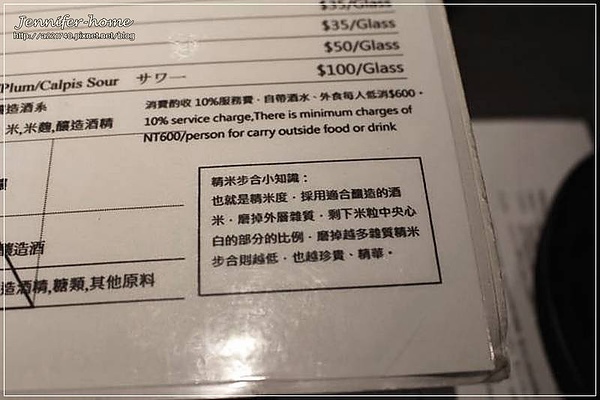 Jennifer-home
http://a221740.pixnet.net/blog
$35/Glass
$35/Glass
$50/Glass
/Plum/Calpis Sour サワー $100/Glass
釀造酒系
米,米麴,釀造酒精
消費酌收 10%服務費．自帶酒水、外食每人低消$600。
10% service charge,There is minimum charges of
NT600/person for carry outside food or drink
精米步合小知識：
也就是精米度．採用適合釀造的酒
米．磨掉外層雜質．剩下米粒中央心
白的部分的比例．磨掉越多雜質精米
步合則越低．也越珍貴、精華。
釀造酒
造酒精,糖類,其他原料